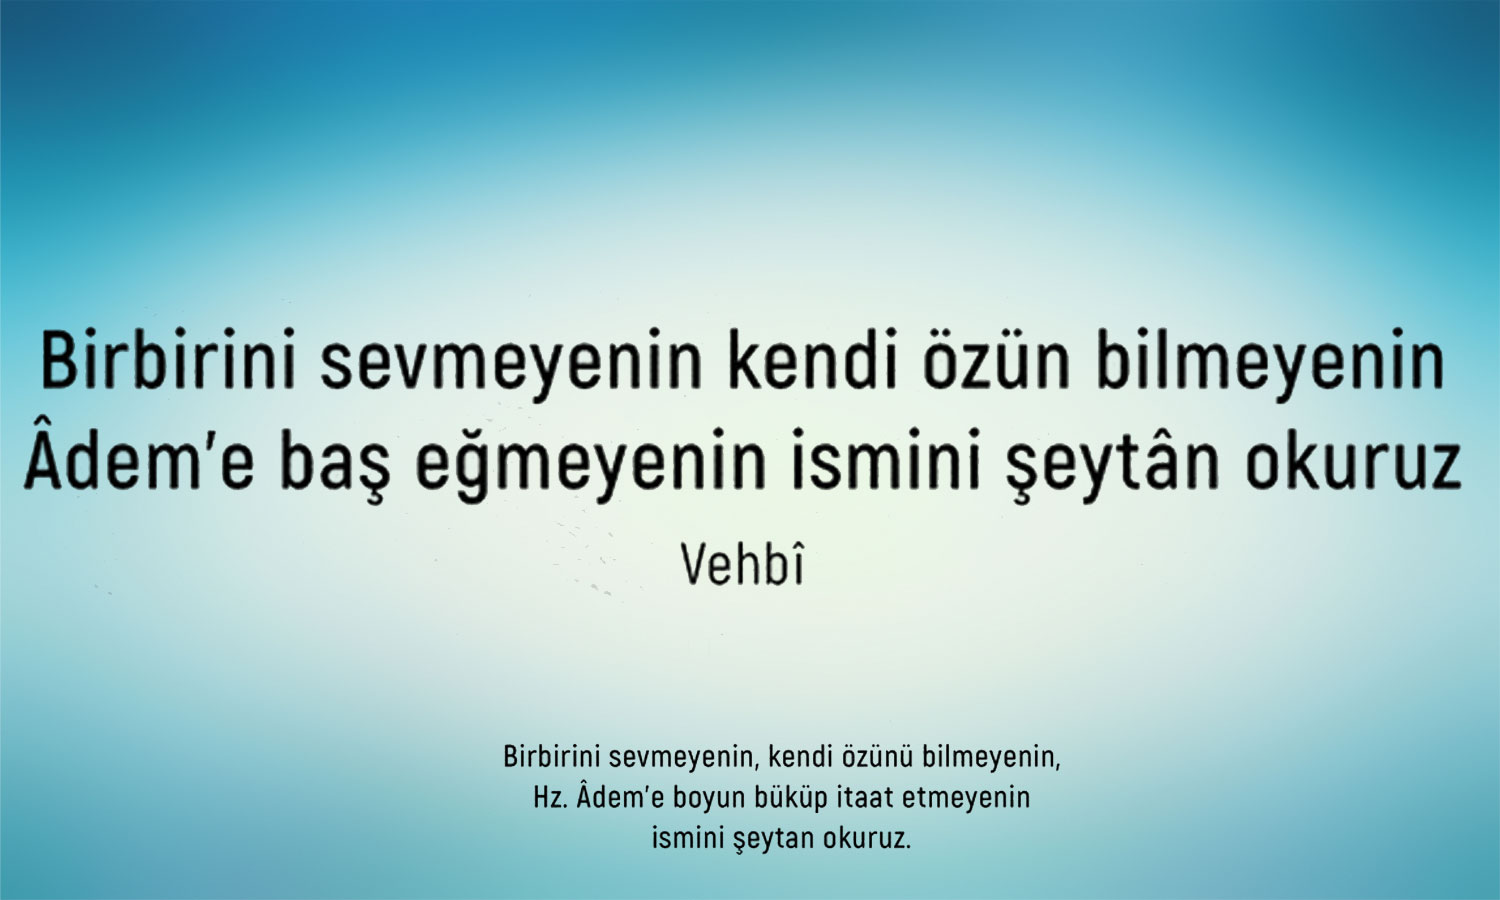 Birbirini sevmeyenin kendi özün bilmeyenin
Âdem'e baş eğmeyenin ismini şeytân okuruz
Vehbî
Birbirini sevmeyenin, kendi özünü bilmeyenin,
Hz. Âdem'e boyun büküp itaat etmeyenin
ismini şeytan okuruz.